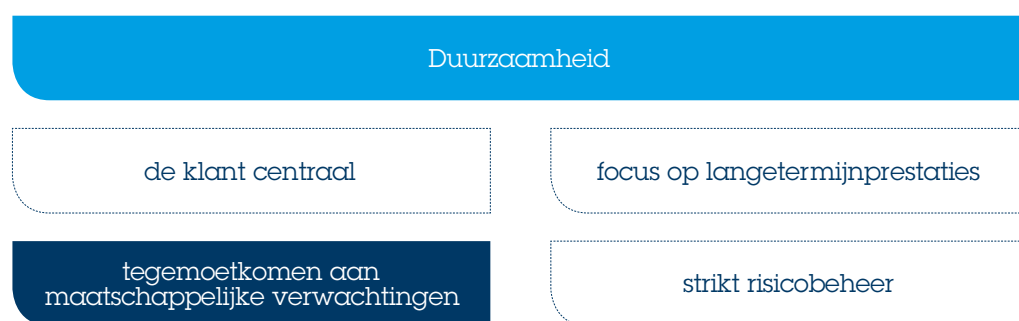 Duurzaamheid
de klant centraal
focus op langetermijnprestaties
tegemoetkomen aan
maatschappelijke verwachtingen
strikt risicobeheer